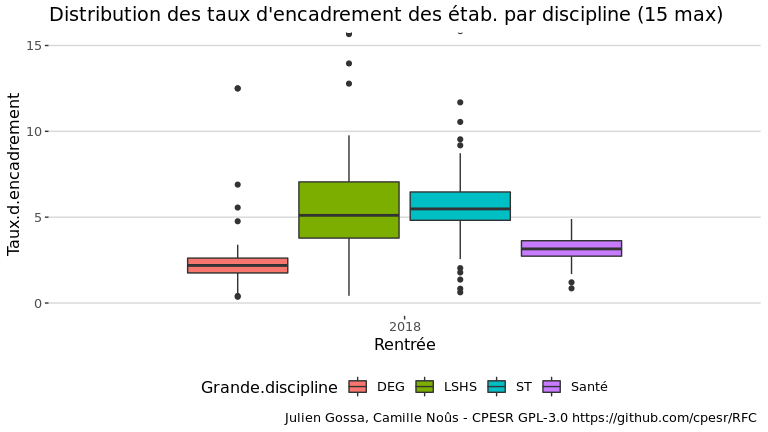 Distribution des taux d'encadrement des étab. par discipline (15 max)
Taux.d.encadrement
15
10
5
0
2018
Rentrée
Grande.discipline DEG LSHS ST Santé
Julien Gossa, Camille Noûs - CPESR GPL-3.0 https://github.com/cpesr/RFC